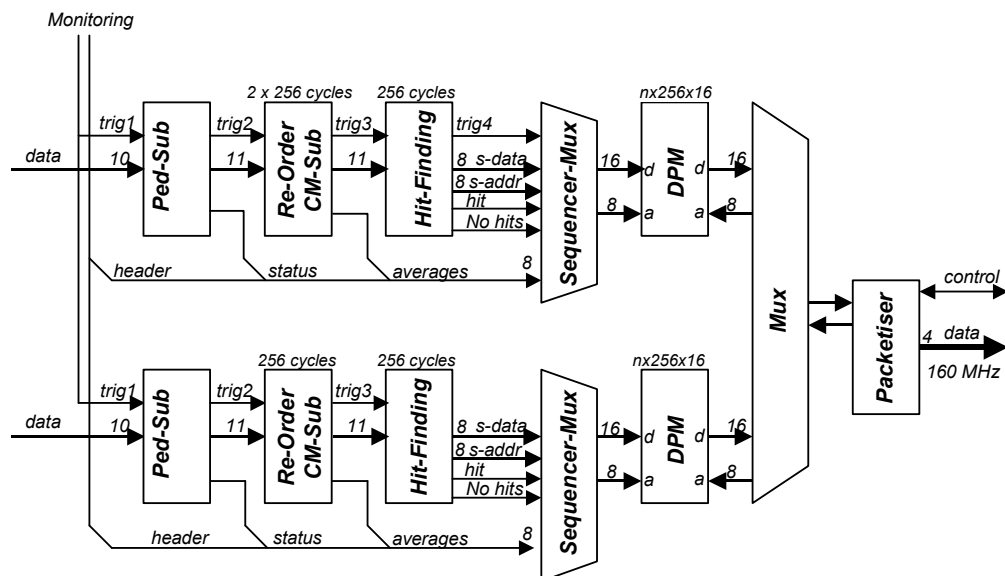 Monitoring
2 x 256 cycles
256 cycles
nx256x16
trig1
trig2
trig3
trig4
data
10
11
11
8 s-data
8 s-addr
hit
No hits
16
8
d
a
d
a
16
8
Ped-Sub
Re-Order
CM-Sub
Hit-Finding
Sequencer-Mux
DPM
header
status
averages
8
Mux
Packetiser
control
4 data
160 MHz
256 cycles
256 cycles
nx256x16
trig1
trig2
trig3
data
10
11
11
8 s-data
8 s-addr
hit
No hits
16
8
d
a
d
a
16
8
Ped-Sub
Re-Order
CM-Sub
Hit-Finding
Sequencer-Mux
DPM
header
status
averages
8